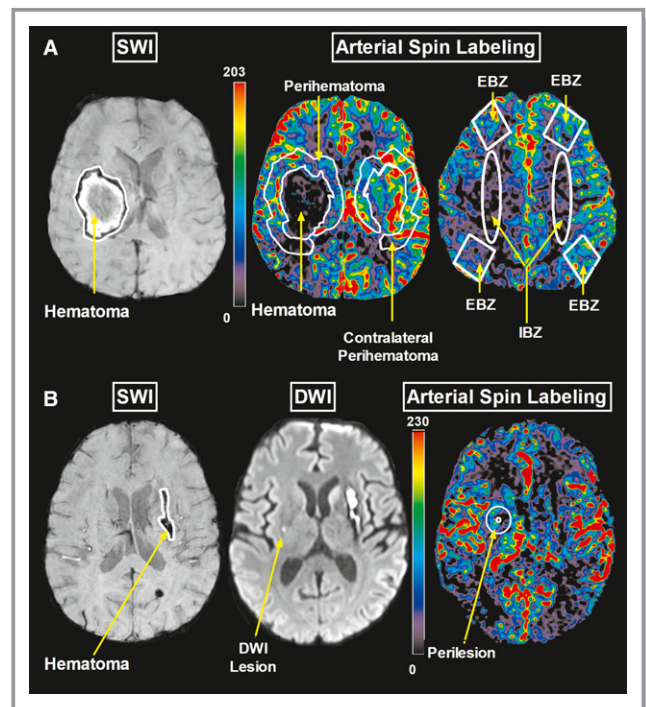 A
SWI
Arterial Spin Labeling
203
Perihematoma
EBZ
EBZ
Hematoma
0
Hematoma
Contralateral
Perihematoma
EBZ
IBZ
EBZ
B
SWI
DWI
Arterial Spin Labeling
230
Hematoma
DWI
Lesion
Perilesion
0